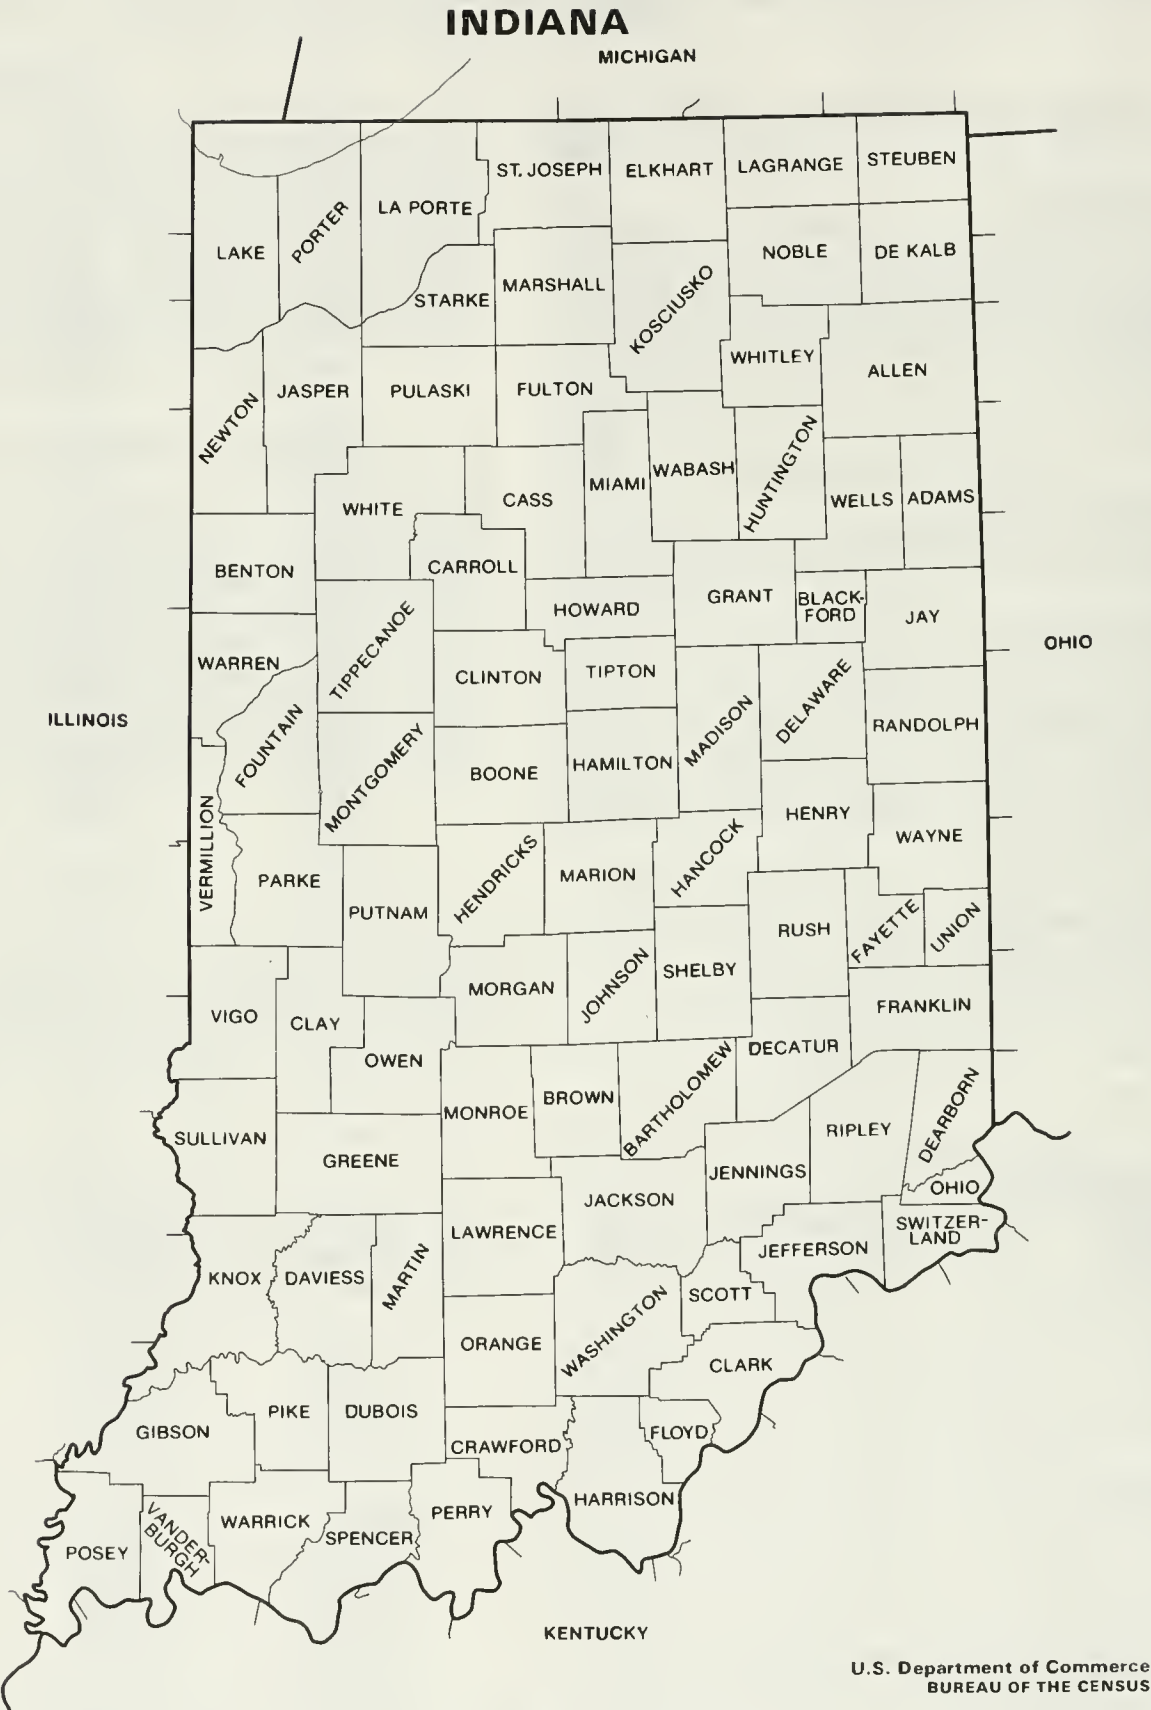 INDIANA
MICHIGAN
ST. JOSEPH
ELKHART
LAGRANGE
STEUBEN
LA PORTE
PORTER
LAKE
NOBLE
DE KALB
STARKE
MARSHALL
KOSCIUSKO
WHITLEY
ALLEN
NEWTON
JASPER
PULASKI
FULTON
MIAMI
WABASH
HUNTINGTON
WHITE
CASS
WELLS
ADAMS
BENTON
CARROLL
HOWARD
GRANT
BLACK-
FORD
JAY
OHIO
WARREN
TIPPECANOE
CLINTON
TIPTON
MADISON
DELAWARE
RANDOLPH
ILLINOIS
FOUNTAIN
MONTGOMERY
BOONE
HAMILTON
HENRY
WAYNE
VERMILLION
PARKE
PUTNAM
HENDRICKS
MARION
HANCOCK
RUSH
FAYETTE
UNION
VIGO
CLAY
OWEN
MORGAN
JOHNSON
SHELBY
FRANKLIN
DECATUR
SULLIVAN
GREENE
MONROE
BROWN
BARTHOLOMEW
RIPLEY
DEARBORN
JENNINGS
OHIO
JACKSON
LAWRENCE
SWITZER-
LAND
JEFFERSON
KNOX
DAVIESS
MARTIN
SCOTT
WASHINGTON
ORANGE
CLARK
GIBSON
PIKE
DUBOIS
CRAWFORD
FLOYD
HARRISON
POSEY
VANDER-
BURGH
WARRICK
SPENCER
PERRY
KENTUCKY
U.S. Department of Commerce
BUREAU OF THE CENSUS